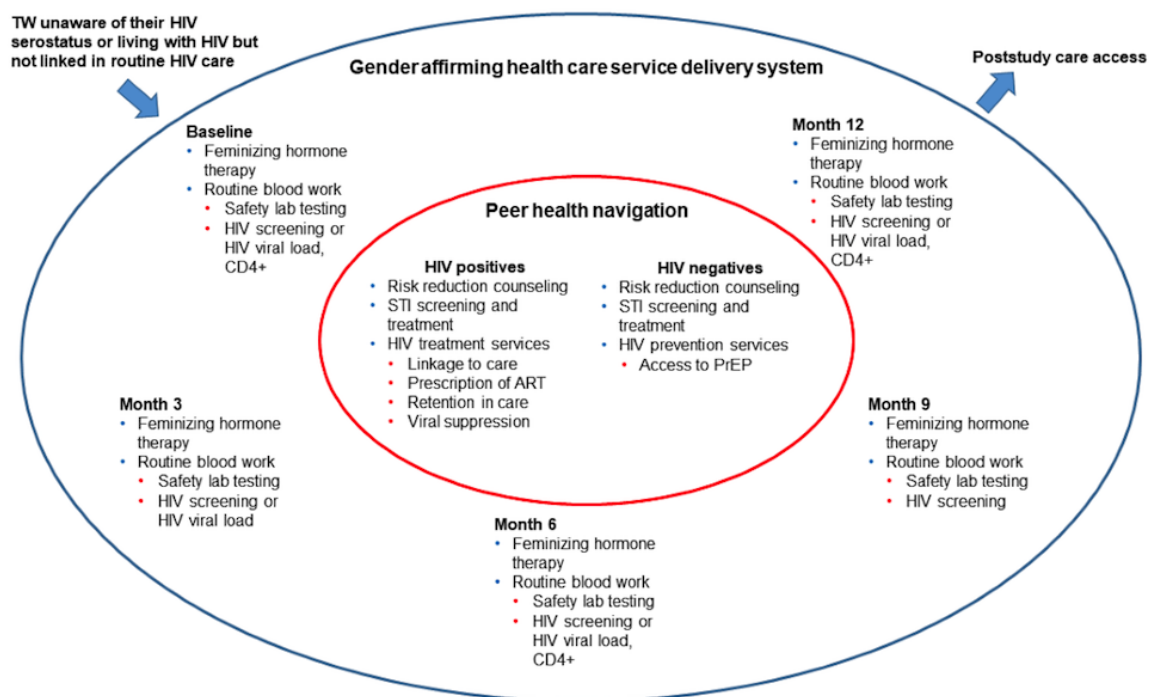 TW unaware of their HIV
serostatus or living with HIV but
not linked in routine HIV care
Gender affirming health care service delivery system
Poststudy care access
Baseline
• Feminizing hormone
therapy
• Routine blood work
• Safety lab testing
• HIV screening or
HIV viral load,
CD4+
Month 12
• Feminizing hormone
therapy
• Routine blood work
• Safety lab testing
• HIV screening or
HIV viral load,
CD4+
Peer health navigation
HIV positives
• Risk reduction counseling
• STI screening and
treatment
• HIV treatment services
• Linkage to care
• Prescription of ART
• Retention in care
• Viral suppression
HIV negatives
• Risk reduction counseling
• STI screening and
treatment
• HIV prevention services
• Access to PrEP
Month 3
• Feminizing hormone
therapy
• Routine blood work
• Safety lab testing
• HIV screening or
HIV viral load
Month 9
• Feminizing hormone
therapy
• Routine blood work
• Safety lab testing
• HIV screening
Month 6
• Feminizing hormone
therapy
• Routine blood work
• Safety lab testing
• HIV screening or
HIV viral load,
CD4+